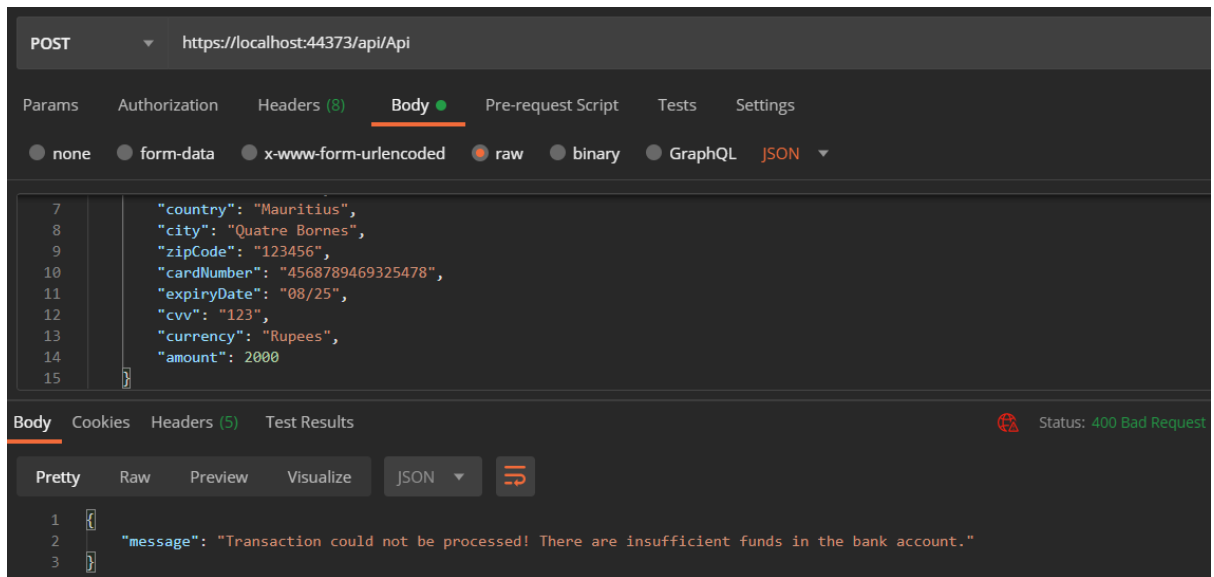 POST https://localhost:44373/api/Api
Params Authorization Headers (8) Body Pre-request Script Tests Settings
none form-data x-www-form-urlencoded raw binary GraphQL JSON
7 "country": "Mauritius",
8 "city": "Quatre Bornes",
9 "zipCode": "123456",
10 "cardNumber": "4568789469325478",
11 "expiryDate": "08/25",
12 "cvv": "123",
13 "currency": "Rupees",
14 "amount": 2000
15 }
Body Cookies Headers (5) Test Results Status: 400 Bad Request
Pretty Raw Preview Visualize JSON
1 {
2 "message": "Transaction could not be processed! There are insufficient funds in the bank account."
3 }